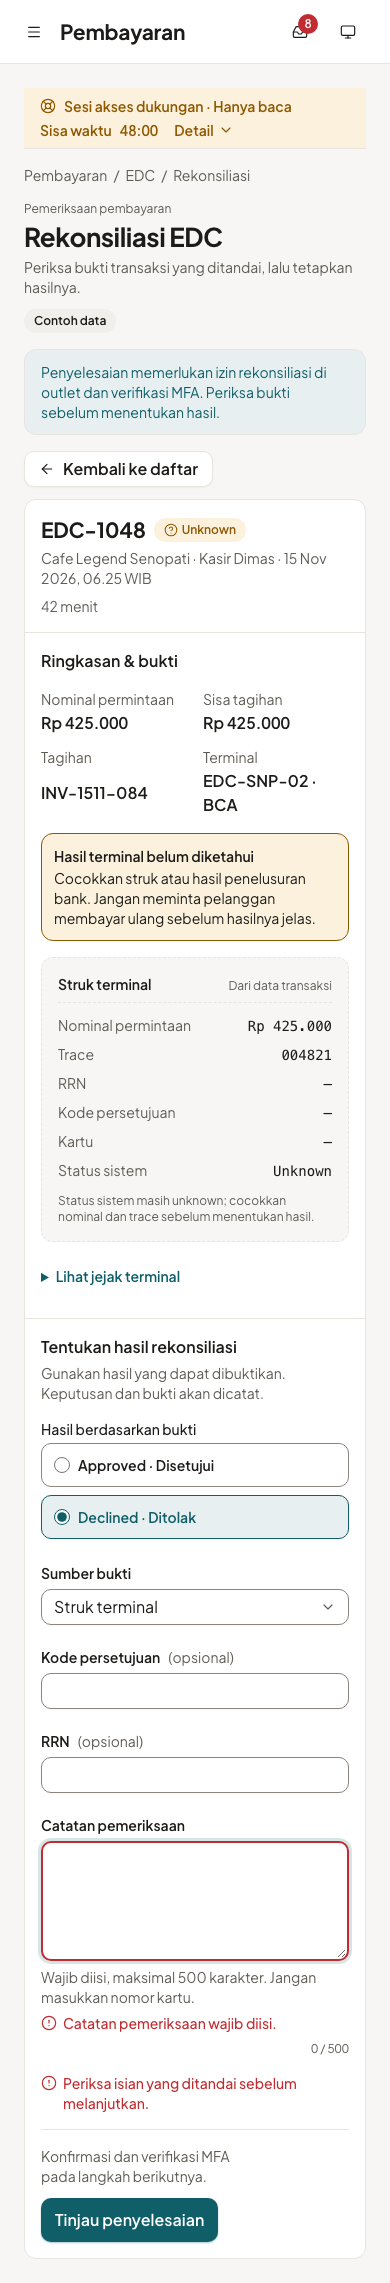 Pembayaran
8
Sesi akses dukungan · Hanya baca
Sisa waktu 48:00 Detail
Pembayaran / EDC / Rekonsiliasi
Pemeriksaan pembayaran
Rekonsiliasi EDC
Periksa bukti transaksi yang ditandai, lalu tetapkan
hasilnya.
Contoh data
Penyelesaian memerlukan izin rekonsiliasi di
outlet dan verifikasi MFA. Periksa bukti
sebelum menentukan hasil.
Kembali ke daftar
EDC-1048 Unknown
Cafe Legend Senopati · Kasir Dimas · 15 Nov
2026, 06.25 WIB
42 menit
Ringkasan & bukti
Nominal permintaan Sisa tagihan
Rp 425.000 Rp 425.000
Tagihan Terminal
INV-1511-084 EDC-SNP-02 ·
BCA
Hasil terminal belum diketahui
Cocokkan struk atau hasil penelusuran
bank. Jangan meminta pelanggan
membayar ulang sebelum hasilnya jelas.
Struk terminal Dari data transaksi
Nominal permintaan Rp 425.000
Trace 004821
RRN –
Kode persetujuan –
Kartu –
Status sistem Unknown
Status sistem masih unknown; cocokkan
nominal dan trace sebelum menentukan hasil.
Lihat jejak terminal
Tentukan hasil rekonsiliasi
Gunakan hasil yang dapat dibuktikan.
Keputusan dan bukti akan dicatat.
Hasil berdasarkan bukti
Approved · Disetujui
Declined · Ditolak
Sumber bukti
Struk terminal
Kode persetujuan (opsional)
RRN (opsional)
Catatan pemeriksaan
Wajib diisi, maksimal 500 karakter. Jangan
masukkan nomor kartu.
Catatan pemeriksaan wajib diisi.
0 / 500
Periksa isian yang ditandai sebelum
melanjutkan.
Konfirmasi dan verifikasi MFA
pada langkah berikutnya.
Tinjau penyelesaian